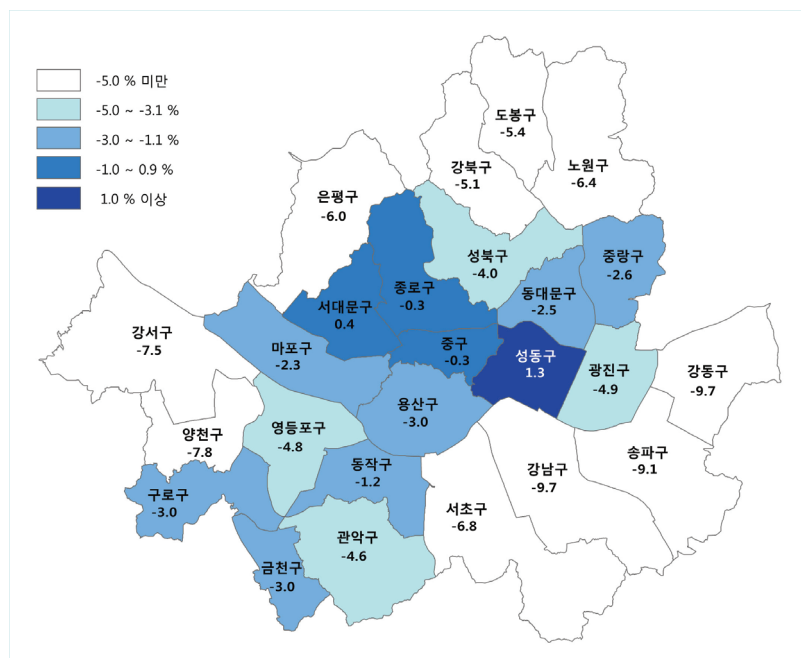 -5.0 % 미만
-5.0 ~ -3.1 %
-3.0 ~ -1.1 %
-1.0 ~ 0.9 %
1.0 % 이상
도봉구
-5.4
강북구
-5.1
노원구
-6.4
은평구
-6.0
성북구
-4.0
중랑구
-2.6
종로구
-0.3
동대문구
-2.5
서대문구
0.4
강서구
-7.5
마포구
-2.3
중구
-0.3
성동구
1.3
광진구
-4.9
강동구
-9.7
용산구
-3.0
양천구
-7.8
영등포구
-4.8
동작구
-1.2
강남구
-9.7
송파구
-9.1
구로구
-3.0
서초구
-6.8
관악구
-4.6
금천구
-3.0